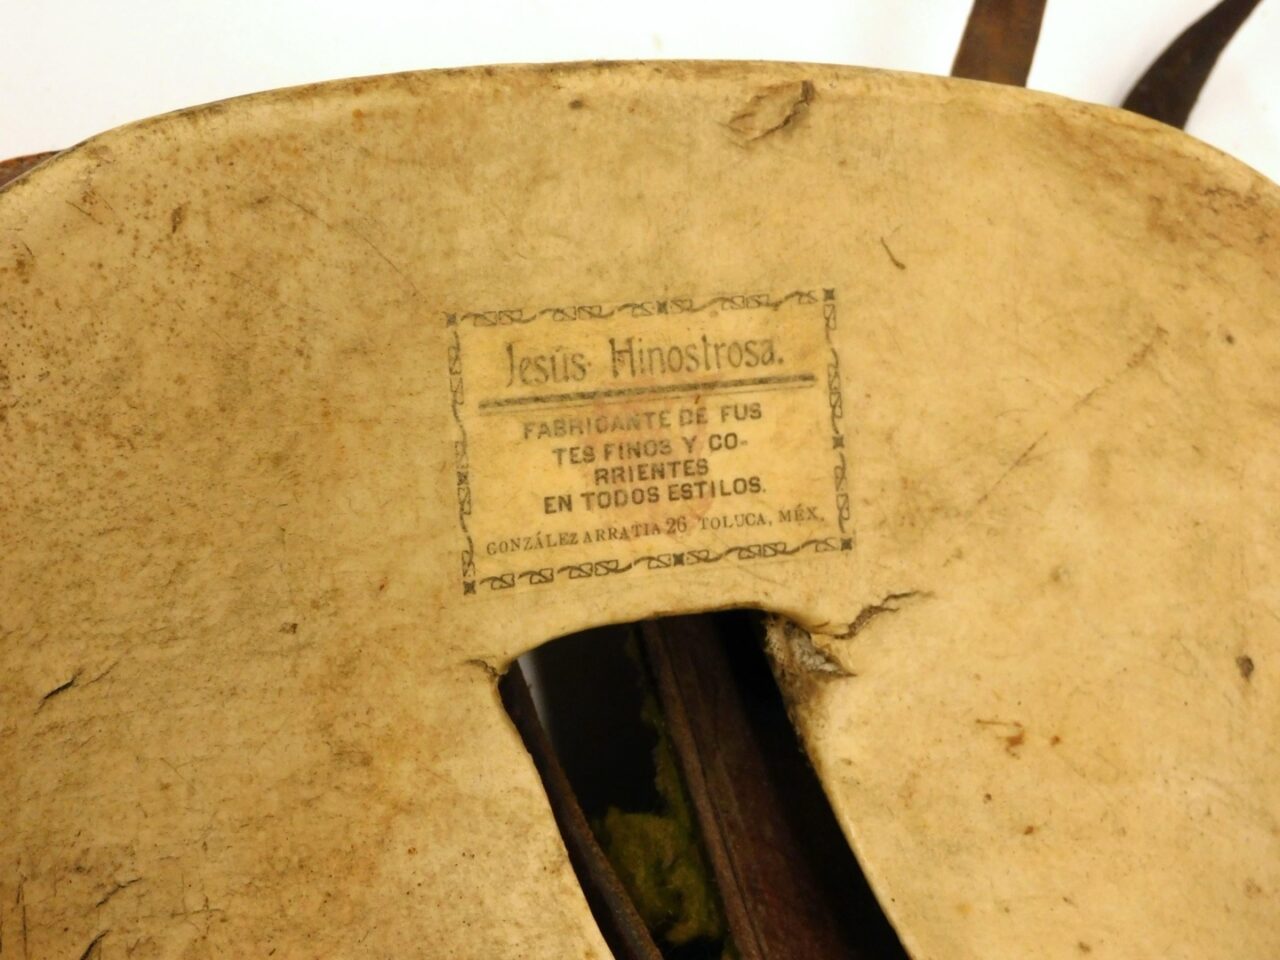 Jesús Hinostrosa.
FABRICANTE DE FUS
TES FINOS Y CO-
RRIENTES
EN TODOS ESTILOS.
GONZÁLEZ ARRATIA 26 TOLUCA, MÉX.